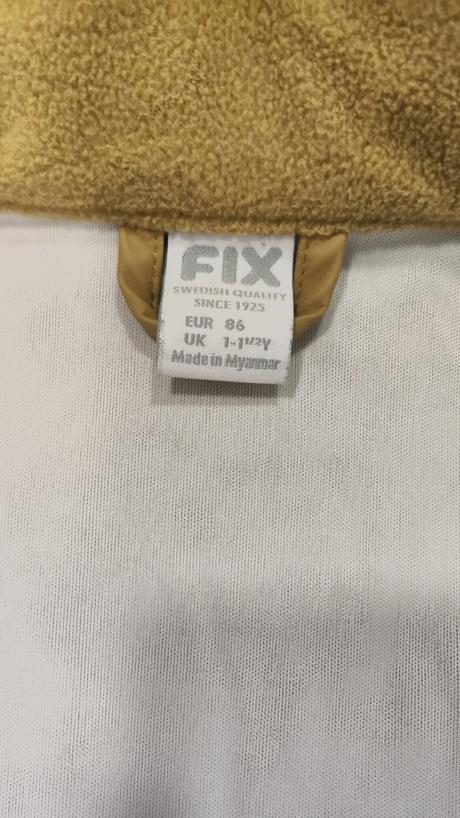 FIX
SWEDISH QUALITY
SINCE 1925
EUR 86
UK 1-1½Y
Made in Myanmar